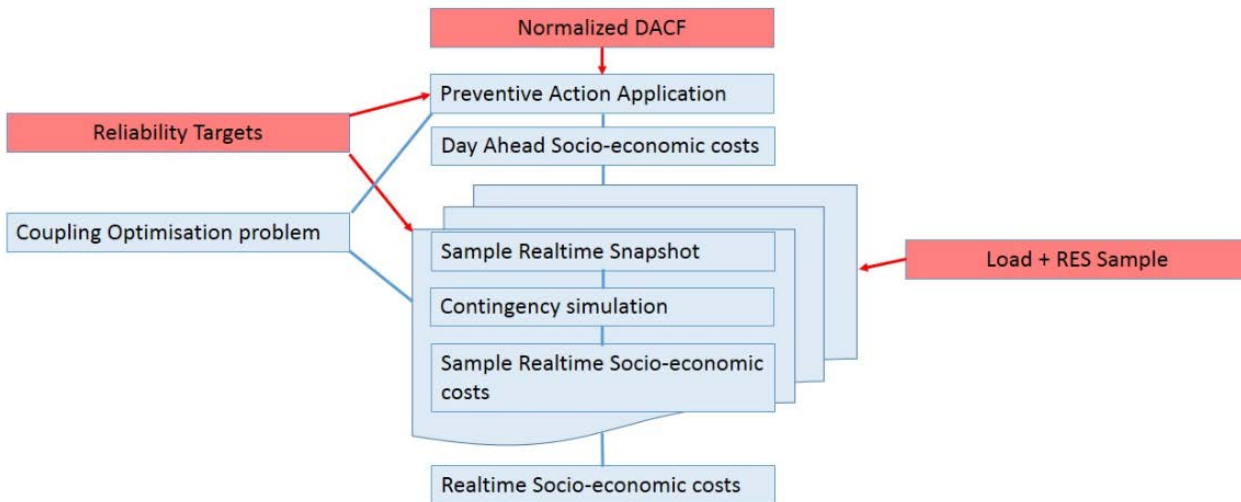 Normalized DACF
Preventive Action Application
Reliability Targets
Day Ahead Socio-economic costs
Coupling Optimisation problem
Sample Realtime Snapshot
Load + RES Sample
Contingency simulation
Sample Realtime Socio-economic
costs
Realtime Socio-economic costs